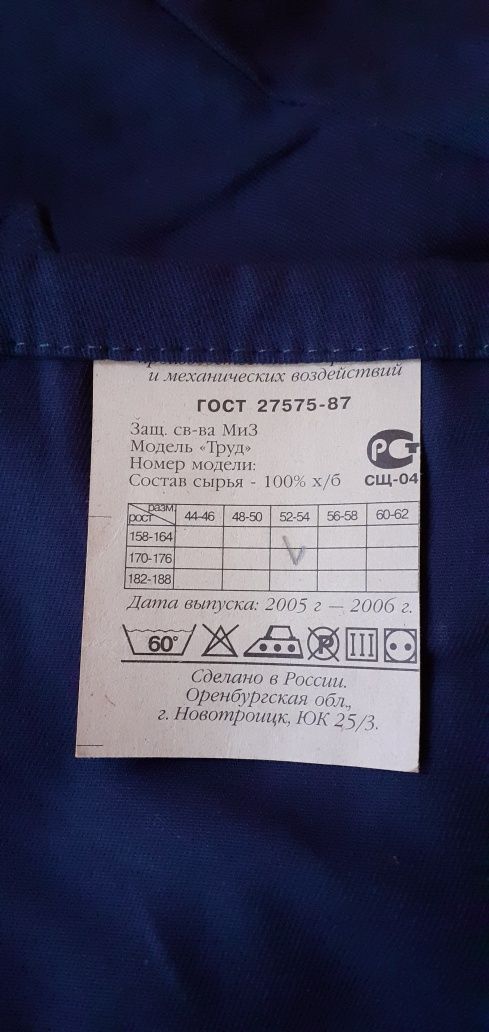 и механических воздействий
ГОСТ 27575-87
Защ. св-ва МиЗ
Модель «Труд»
Номер модели:
Состав сырья - 100% х/б
РСТ
СЩ-04
разм. рост 44-46 48-50 52-54 56-58 60-62
158-164
170-176 V
182-188
Дата выпуска: 2005 г — 2006 г.
60° P
Сделано в России.
Оренбургская обл.,
г. Новотроицк, ЮК 25/3.